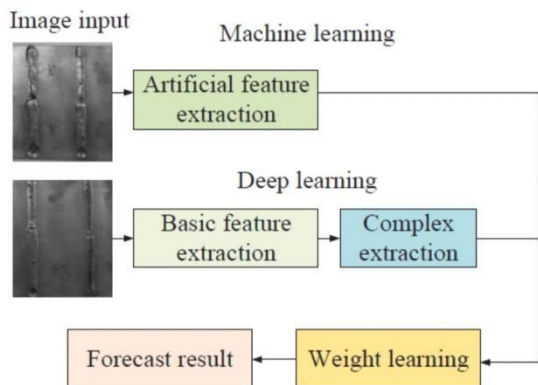 Image input
Machine learning
Artificial feature
extraction
Deep learning
Basic feature
extraction
Complex
extraction
Forecast result
Weight learning